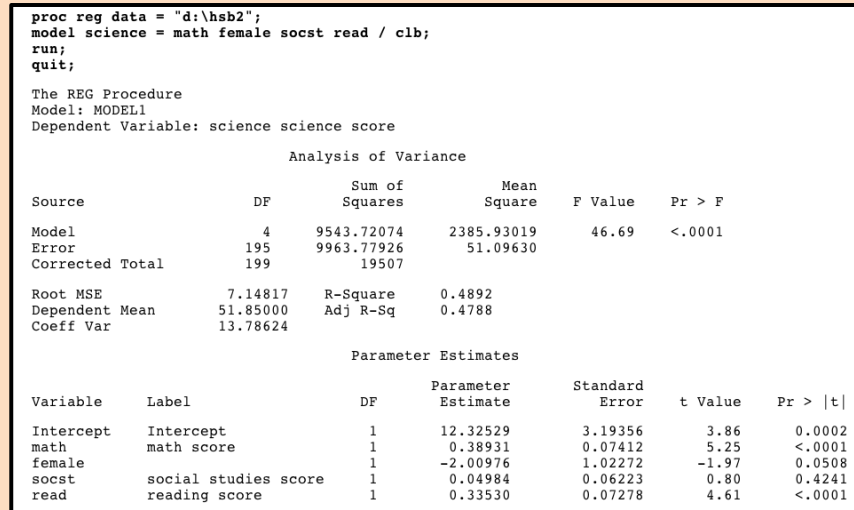 proc reg data = "d:\hsb2";
model science = math female socst read / clb;
run;
quit;
The REG Procedure
Model: MODEL1
Dependent Variable: science science score
Analysis of Variance
Sum of Mean
Source DF Squares Square F Value Pr > F
Model 4 9543.72074 2385.93019 46.69 <.0001
Error 195 9963.77926 51.09630
Corrected Total 199 19507
Root MSE 7.14817 R-Square 0.4892
Dependent Mean 51.85000 Adj R-Sq 0.4788
Coeff Var 13.78624
Parameter Estimates
Parameter Standard
Variable Label DF Estimate Error t Value Pr > |t|
Intercept Intercept 1 12.32529 3.19356 3.86 0.0002
math math score 1 0.38931 0.07412 5.25 <.0001
female 1 -2.00976 1.02272 -1.97 0.0508
socst social studies score 1 0.04984 0.06223 0.80 0.4241
read reading score 1 0.33530 0.07278 4.61 <.0001